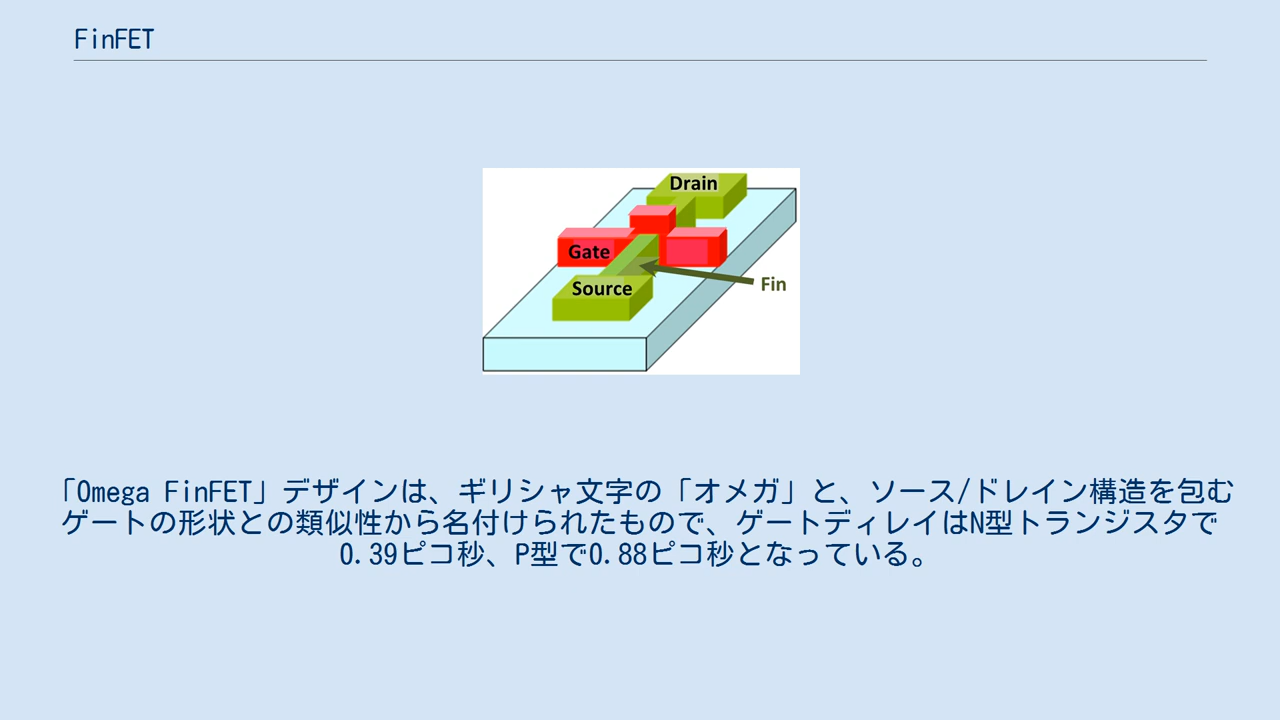 FinFET
Drain
Gate
Source
Fin
「Omega FinFET」デザインは、ギリシャ文字の「オメガ」と、ソース/ドレイン構造を包む
ゲートの形状との類似性から名付けられたもので、ゲートディレイはN型トランジスタで
0.39ピコ秒、P型で0.88ピコ秒となっている。